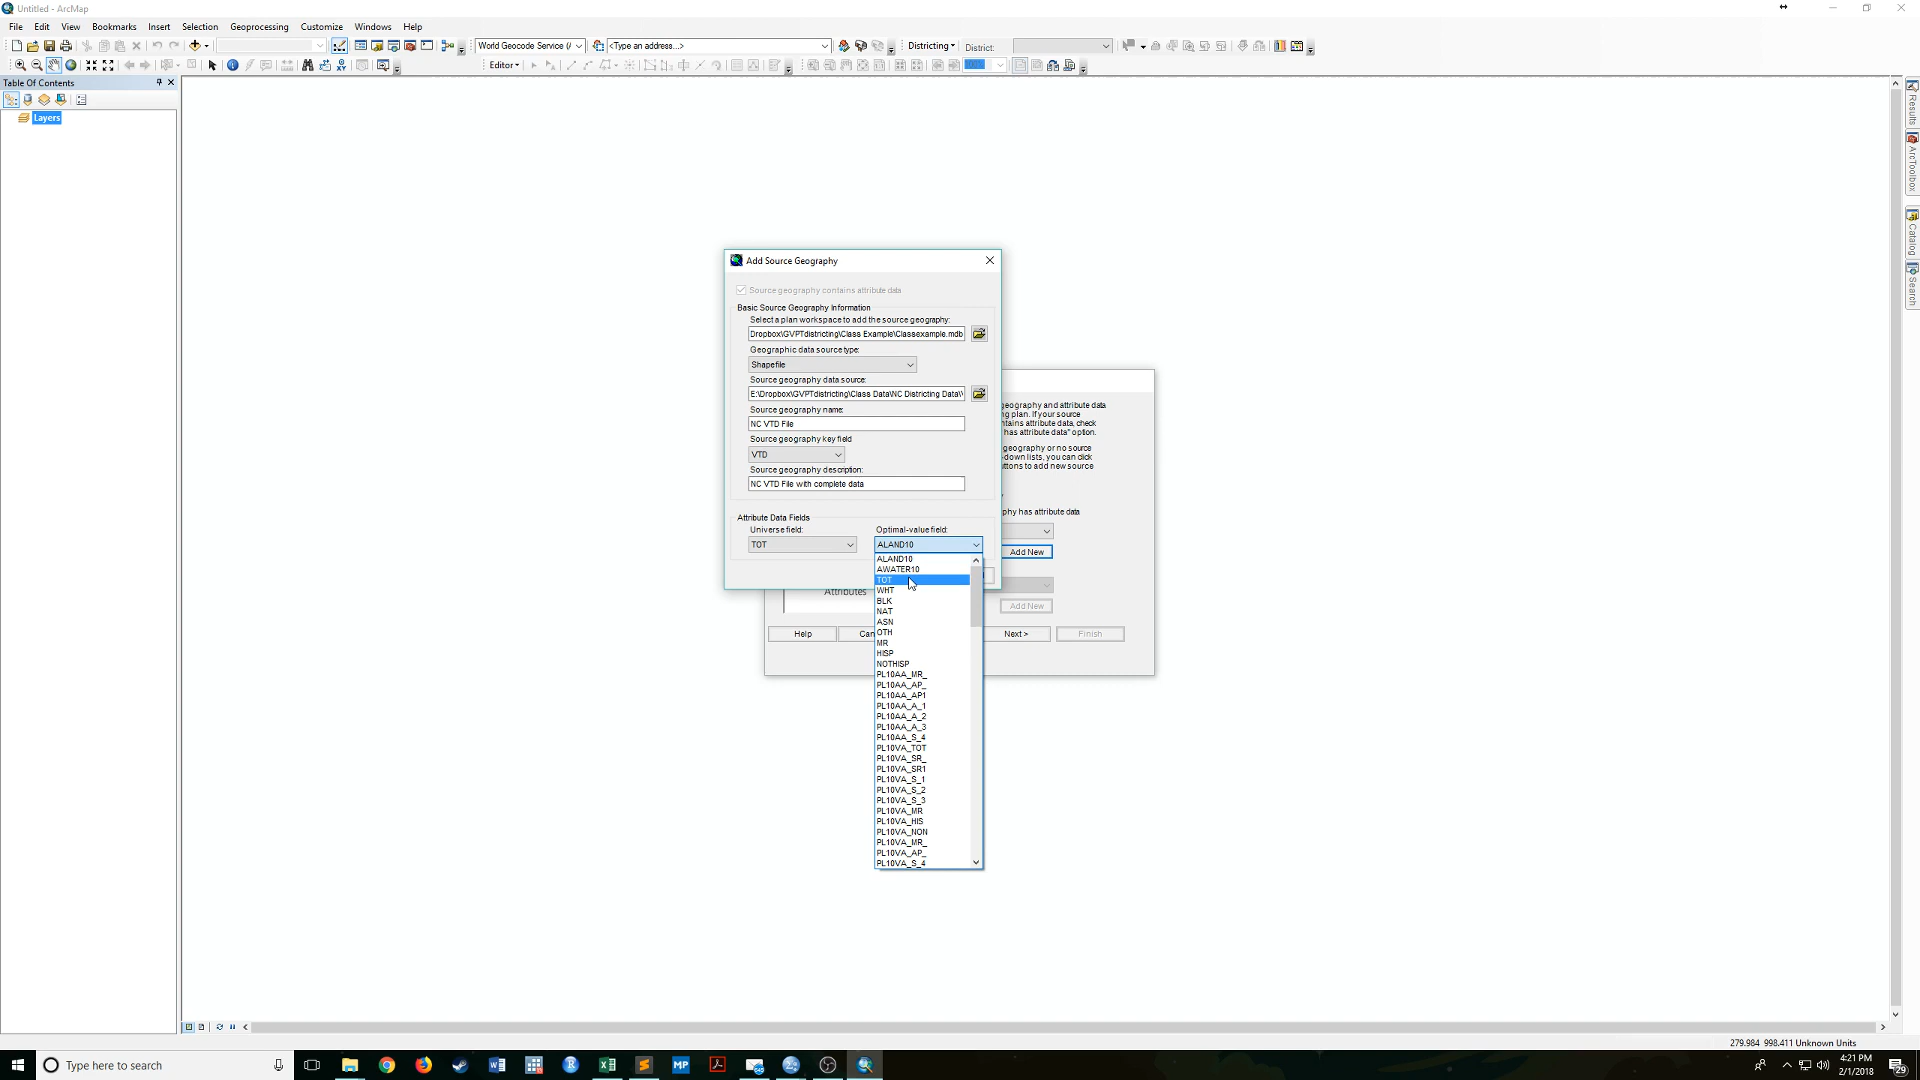 Untitled - ArcMap
File Edit View Bookmarks Insert Selection Geoprocessing Customize Windows Help
World Geocode Service (A <Type an address...> Districting District:
Editor
Table Of Contents
Layers
Results
ArcToolbox
Catalog
Search
Add Source Geography
Source geography contains attribute data
Basic Source Geography Information
Select a plan workspace to add the source geography:
Dropbox\GVPTdistricting\Class Example\Classexample.mdb
Geographic data source type:
Shapefile
Source geography data source:
E:\Dropbox\GVPTdistricting\Class Data\NC Districting Data\
Source geography name:
NC VTD File
Source geography key field
VTD
Source geography description:
NC VTD File with complete data
Attribute Data Fields
Universe field: Optimal-value field:
TOT ALAND10
ALAND10
AWATER10
TOT
WHT
BLK
NAT
ASN
OTH
MR
HISP
NOTHISP
PL10AA_MR_
PL10AA_AP_
PL10AA_AP1
PL10AA_A_1
PL10AA_A_2
PL10AA_A_3
PL10AA_S_4
PL10VA_TOT
PL10VA_SR_
PL10VA_SR1
PL10VA_S_1
PL10VA_S_2
PL10VA_S_3
PL10VA_MR
PL10VA_HIS
PL10VA_NON
PL10VA_MR_
PL10VA_AP_
PL10VA_S_4
geography and attribute data
ng plan. If your source
ntains attribute data, check
has attribute data" option.
geography or no source
-down lists, you can click
ttons to add new source
phy has attribute data
Add New
Attributes
Add New
Help Can Next > Finish
279.984 998.411 Unknown Units
Type here to search
MP
4:21 PM
2/1/2018
29